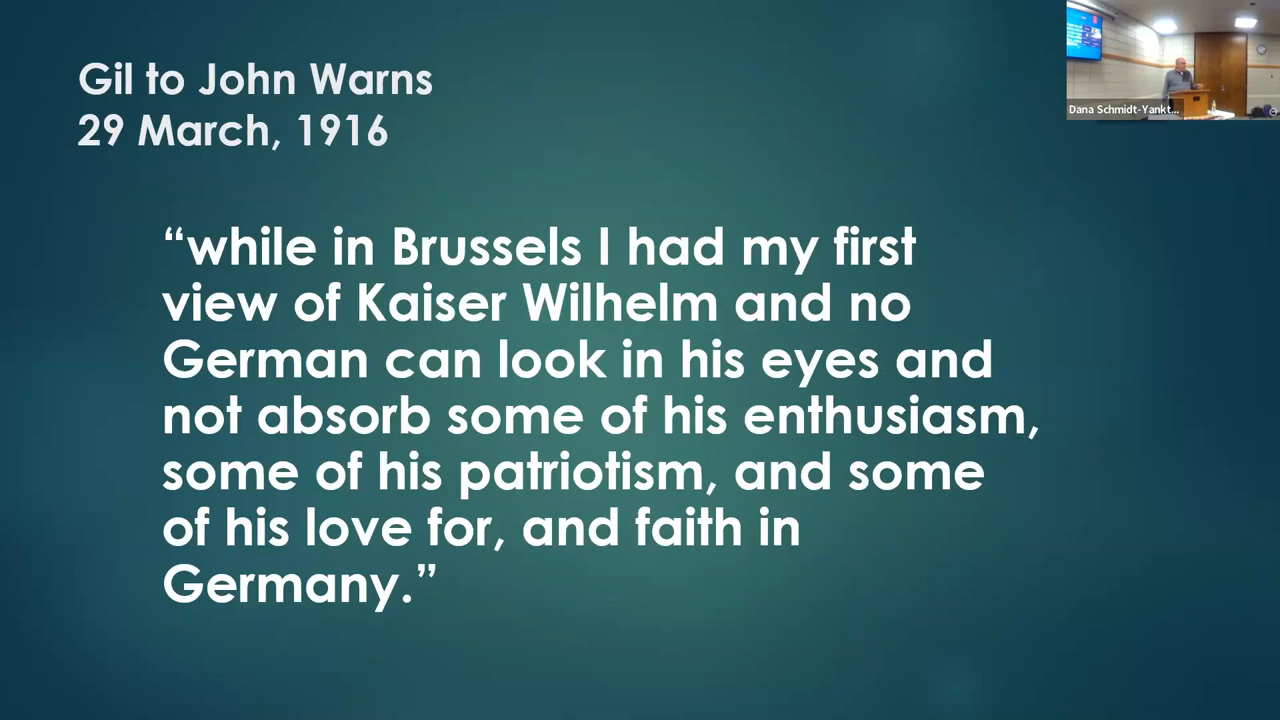 Gil to John Warns
29 March, 1916
“while in Brussels I had my first
view of Kaiser Wilhelm and no
German can look in his eyes and
not absorb some of his enthusiasm,
some of his patriotism, and some
of his love for, and faith in
Germany.”
Dana Schmidt-Yankt...